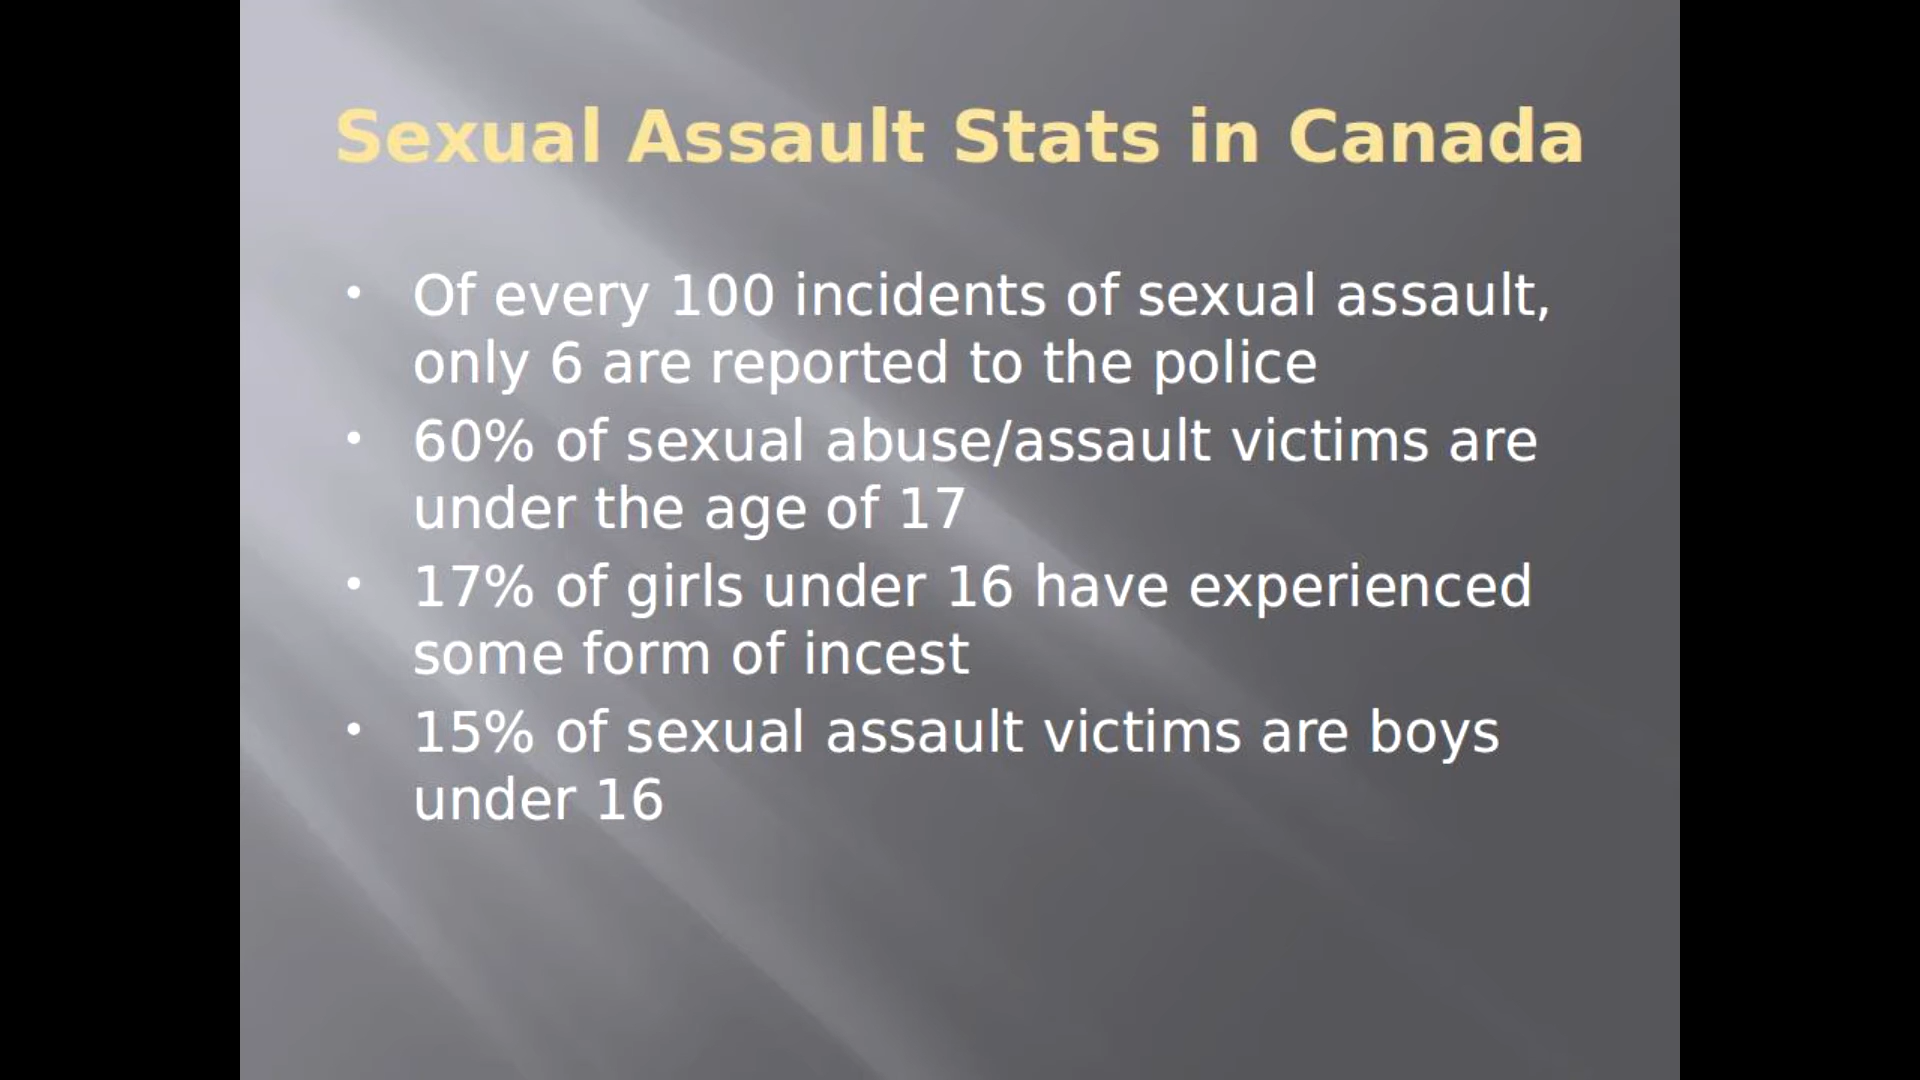 Sexual Assault Stats in Canada
• Of every 100 incidents of sexual assault,
only 6 are reported to the police
• 60% of sexual abuse/assault victims are
under the age of 17
• 17% of girls under 16 have experienced
some form of incest
• 15% of sexual assault victims are boys
under 16